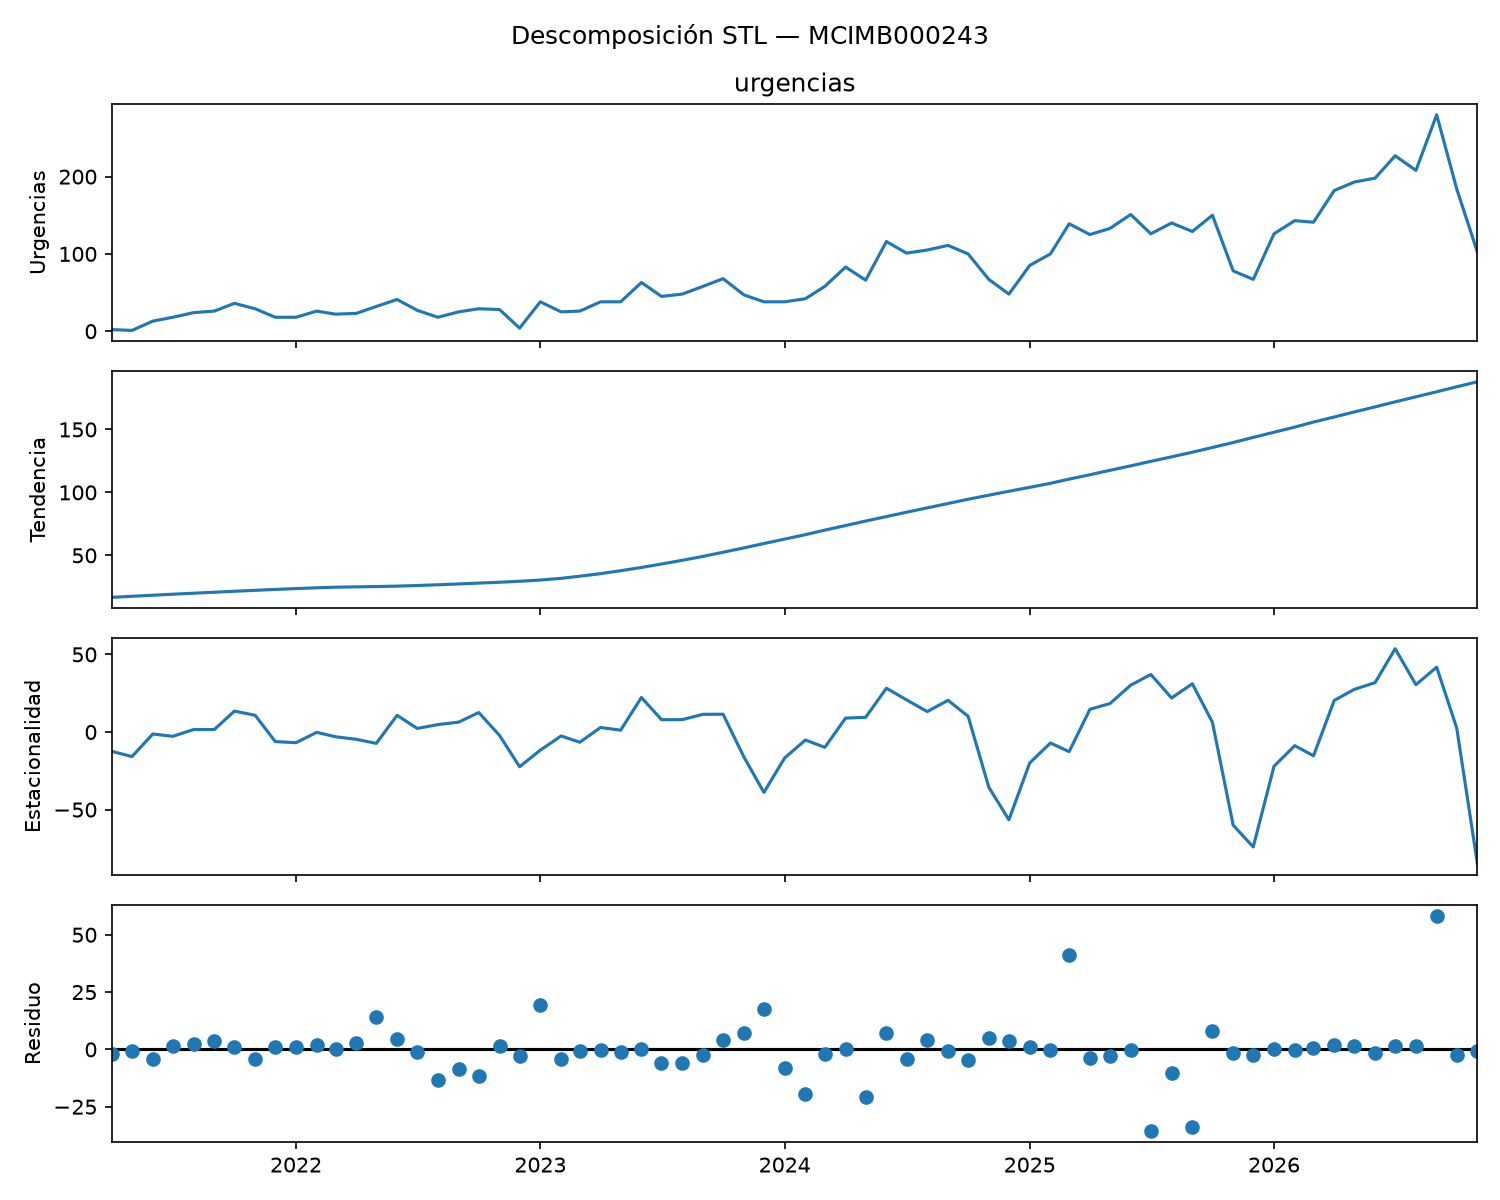 Descomposición STL — MCIMB000243
urgencias
Urgencias
200
100
0
Tendencia
150
100
50
Estacionalidad
50
0
−50
Residuo
50
25
0
−25
2022 2023 2024 2025 2026